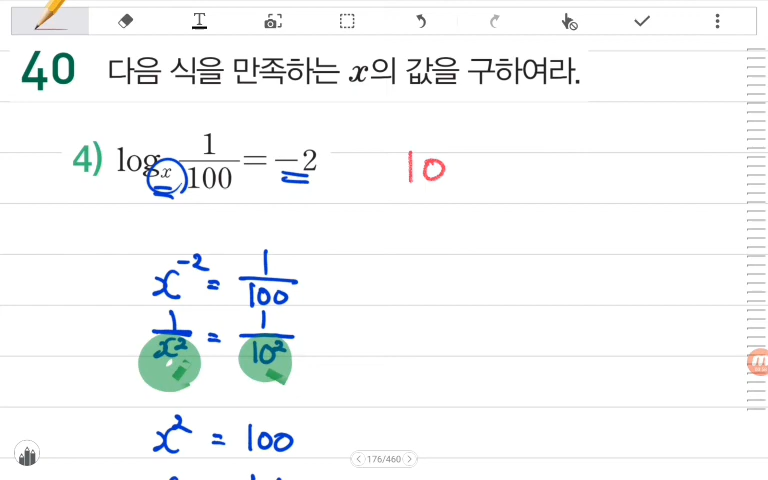 40 다음 식을 만족하는 x의 값을 구하여라.
4) log_x 1/100 = -2 10
x^-2 = 1/100
1/x^2 = 1/10^2
x^2 = 100
176/460